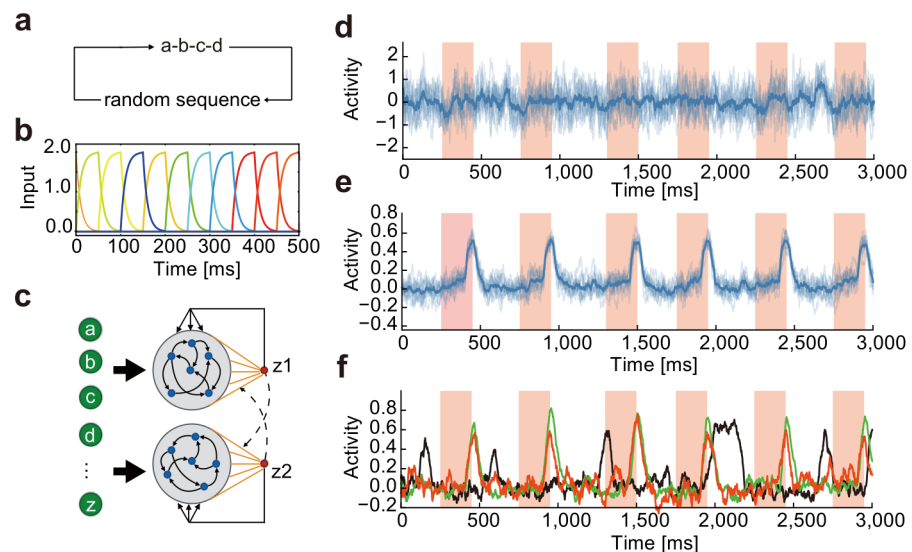 a
a-b-c-d
random sequence
b
Input
2.0
1.0
0.0
0 100 200 300 400 500
Time [ms]
c
a
b
c
d
⋮
z
z1
z2
d
Activity
2
1
0
−1
−2
0 500 1,000 1,500 2,000 2,500 3,000
Time [ms]
e
Activity
0.8
0.6
0.4
0.2
0.0
−0.2
−0.4
0 500 1,000 1,500 2,000 2,500 3,000
Time [ms]
f
Activity
0.8
0.6
0.4
0.2
0.0
−0.2
0 500 1,000 1,500 2,000 2,500 3,000
Time [ms]